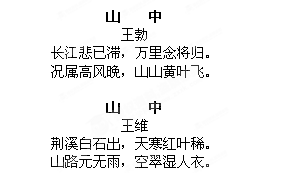 山 中
王勃
长江悲已滞，万里念将归。
况属高风晚，山山黄叶飞。
山 中
王维
荆溪白石出，天寒红叶稀。
山路元无雨，空翠湿人衣。